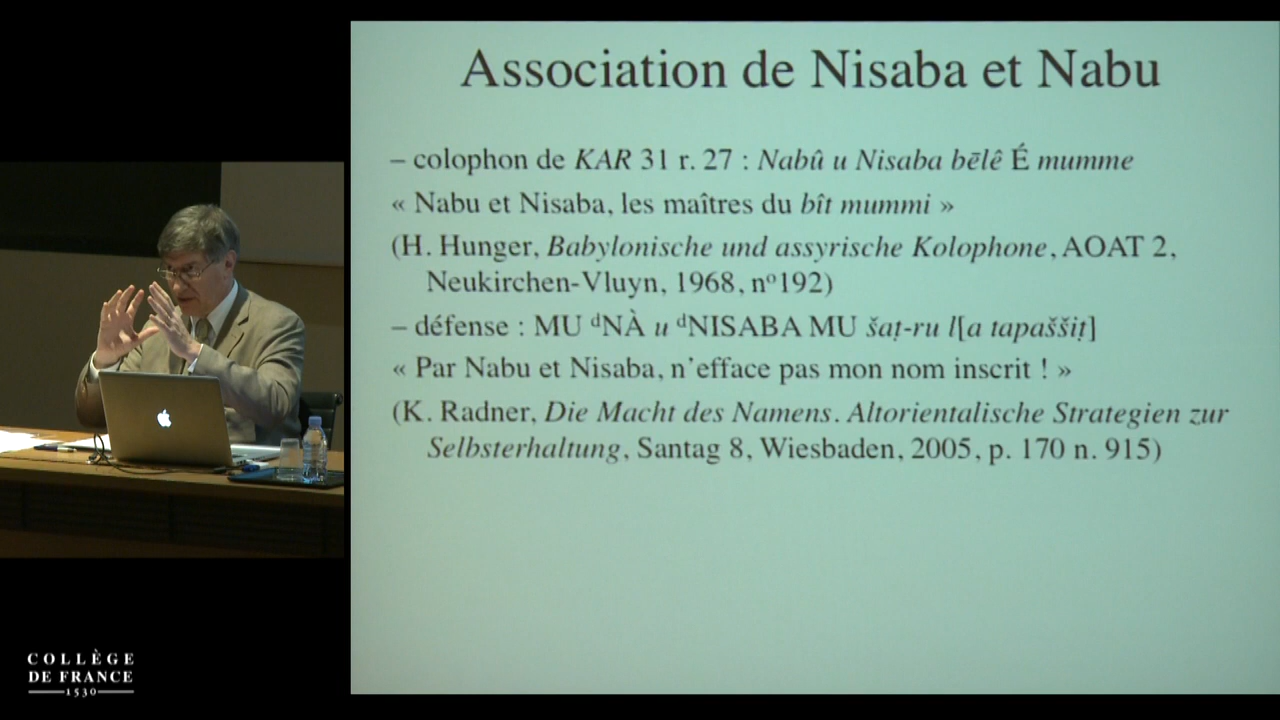 Association de Nisaba et Nabu
– colophon de KAR 31 r. 27 : Nabû u Nisaba bēlê É mumme
« Nabu et Nisaba, les maîtres du bît mummi »
(H. Hunger, Babylonische und assyrische Kolophone, AOAT 2,
Neukirchen-Vluyn, 1968, nº192)
– défense : MU ᵈNÀ u ᵈNISABA MU šaṭ-ru l[a tapaššiṭ]
« Par Nabu et Nisaba, n'efface pas mon nom inscrit ! »
(K. Radner, Die Macht des Namens. Altorientalische Strategien zur
Selbsterhaltung, Santag 8, Wiesbaden, 2005, p. 170 n. 915)
COLLÈGE
DE FRANCE
1530